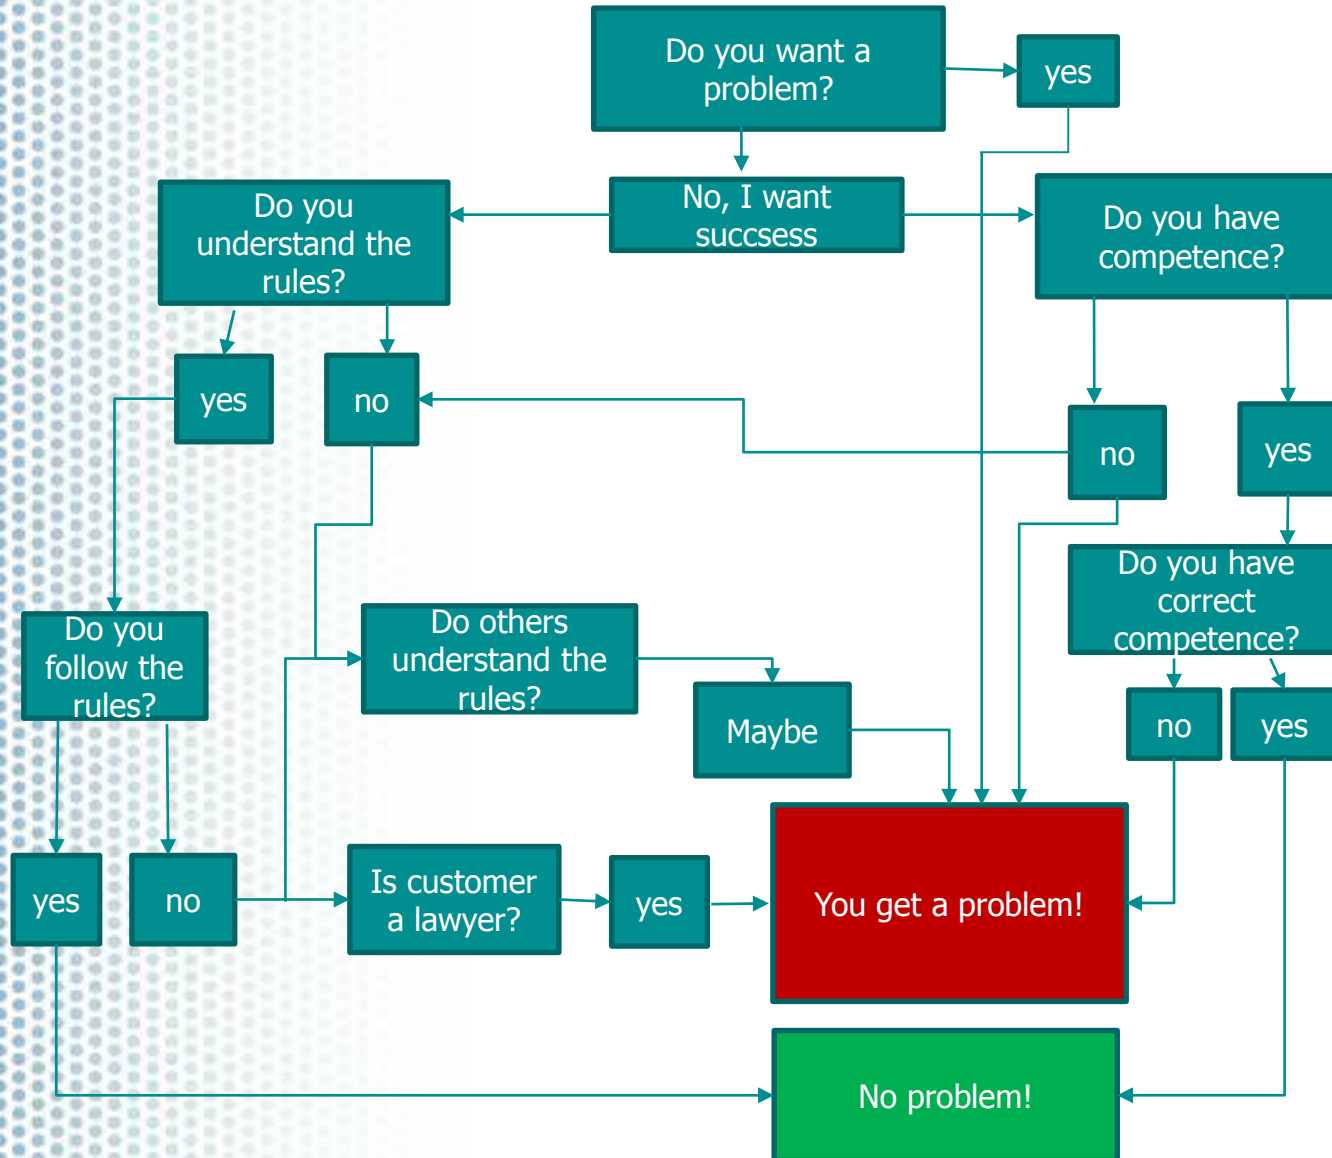 Do you want a
problem?
yes
No, I want
succsess
Do you
understand the
rules?
Do you have
competence?
yes
no
no
yes
Do you have
correct
competence?
Do you
follow the
rules?
Do others
understand the
rules?
Maybe
no
yes
yes
no
Is customer
a lawyer?
yes
You get a problem!
No problem!